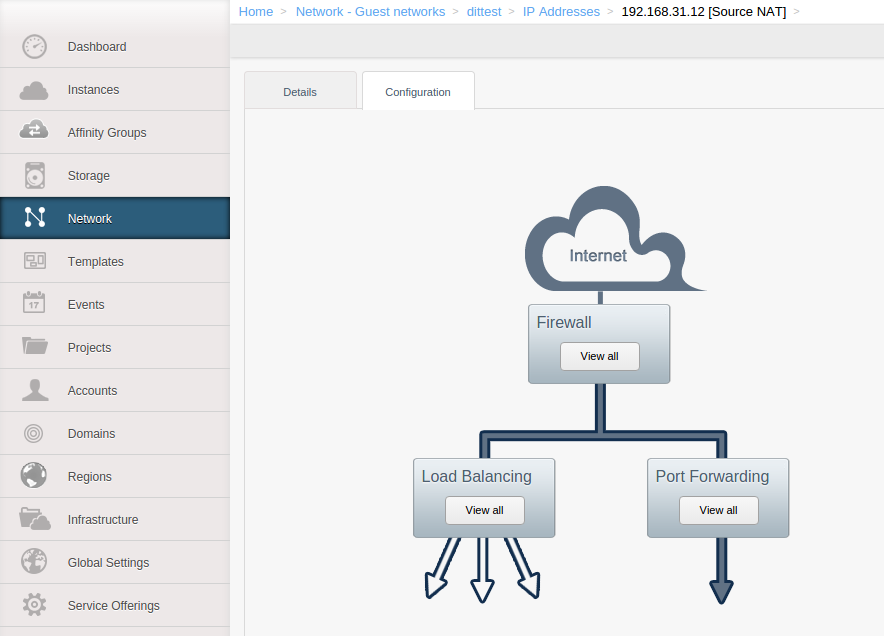 Home > Network - Guest networks > dittest > IP Addresses > 192.168.31.12 [Source NAT] >
Dashboard
Instances
Affinity Groups
Storage
Network
Templates
17
Events
Projects
Accounts
Domains
Regions
Infrastructure
Global Settings
Service Offerings
Details
Configuration
Internet
Firewall
View all
Load Balancing
View all
Port Forwarding
View all